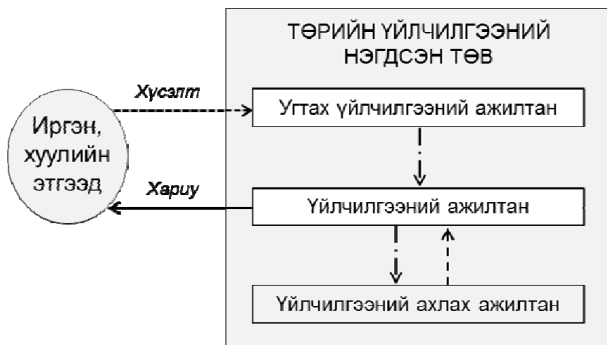 ТӨРИЙН ҮЙЛЧИЛГЭЭНИЙ
НЭГДСЭН ТӨВ
Хүсэлт
Угтах үйлчилгээний ажилтан
Иргэн,
хуулийн
этгээд
Хариу
Үйлчилгээний ажилтан
Үйлчилгээний ахлах ажилтан